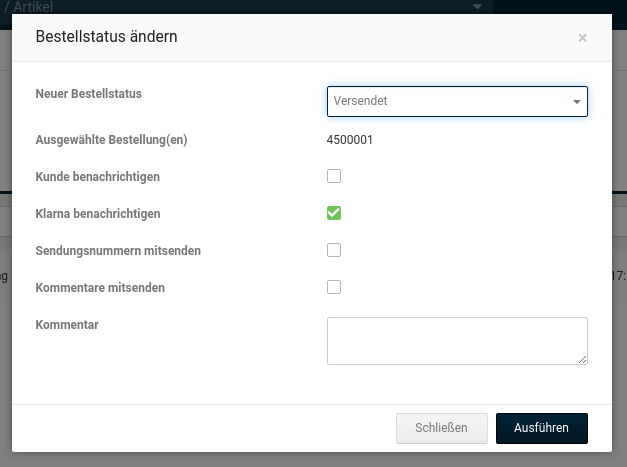 / Artikel
Bestellstatus ändern ×
Neuer Bestellstatus Versendet
Ausgewählte Bestellung(en) 4500001
Kunde benachrichtigen
Klarna benachrichtigen
Sendungsnummern mitsenden
g 17:
Kommentare mitsenden
Kommentar
Schließen Ausführen